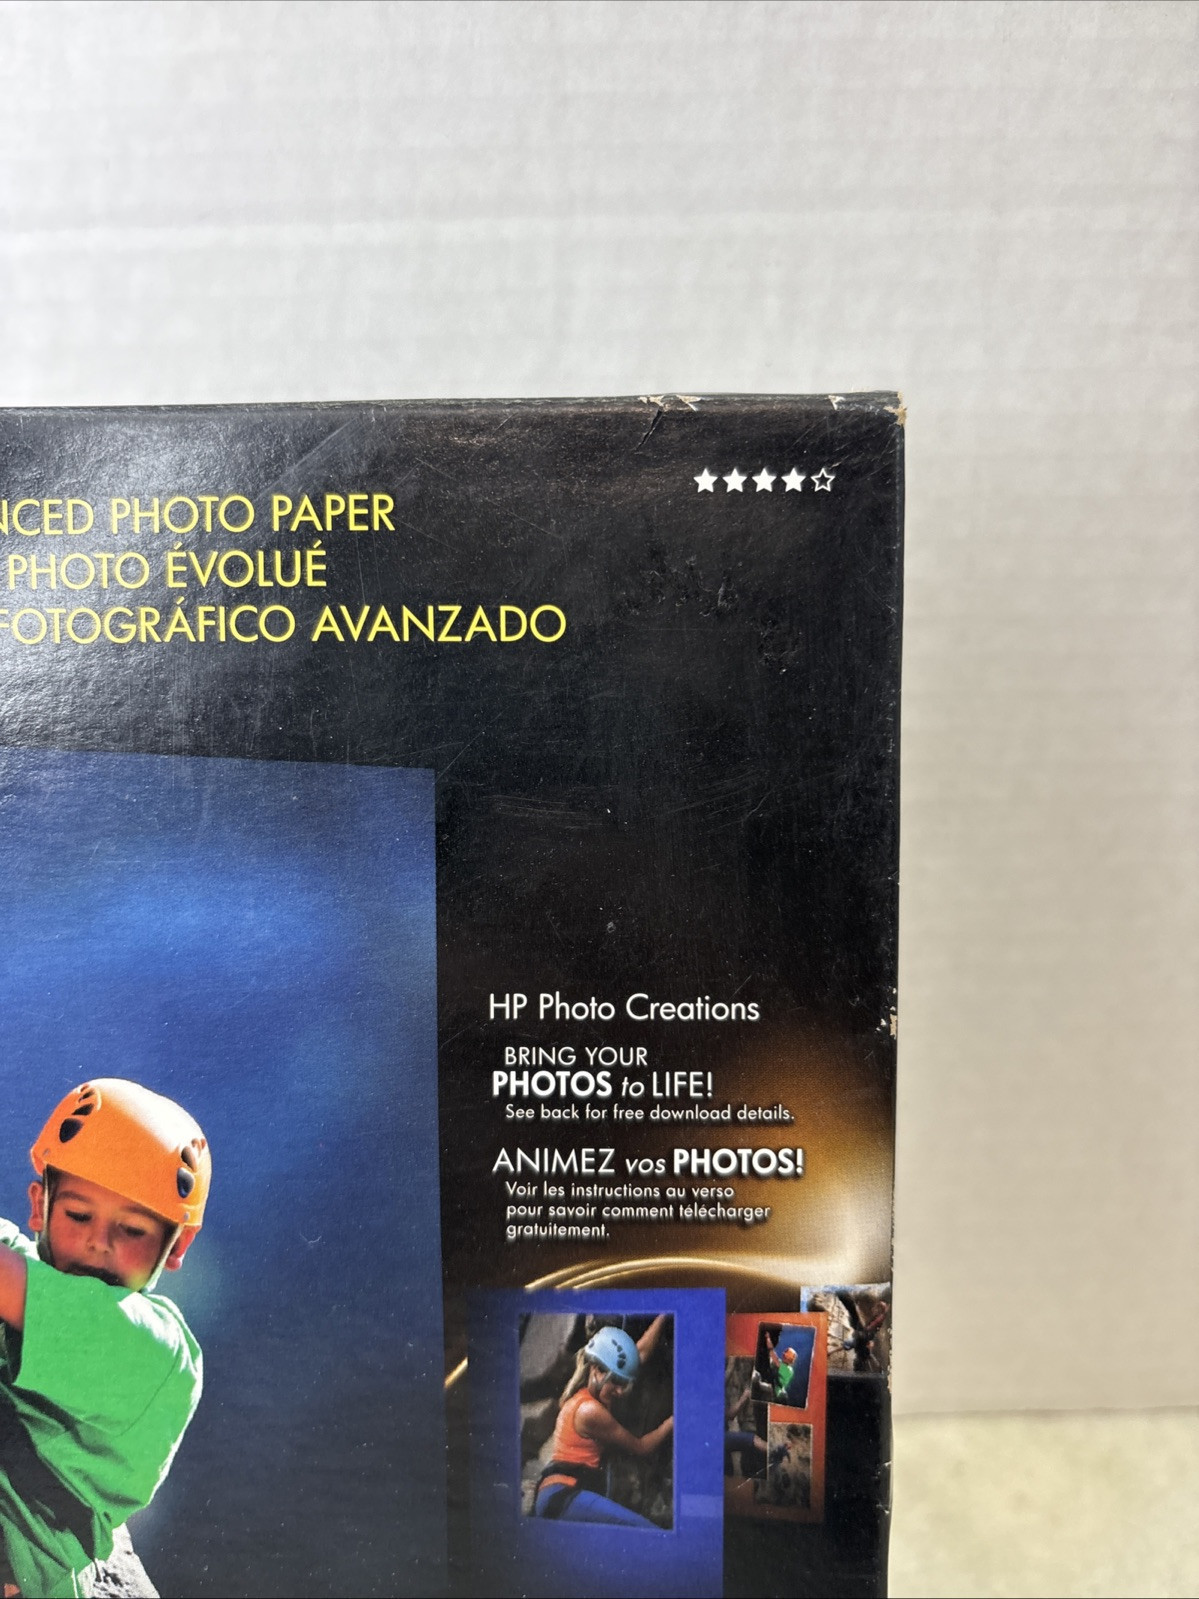 ★★★★☆
NCED PHOTO PAPER
PHOTO ÉVOLUÉ
FOTOGRÁFICO AVANZADO
HP Photo Creations
BRING YOUR
PHOTOS to LIFE!
See back for free download details.
ANIMEZ vos PHOTOS!
Voir les instructions au verso
pour savoir comment télécharger
gratuitement.